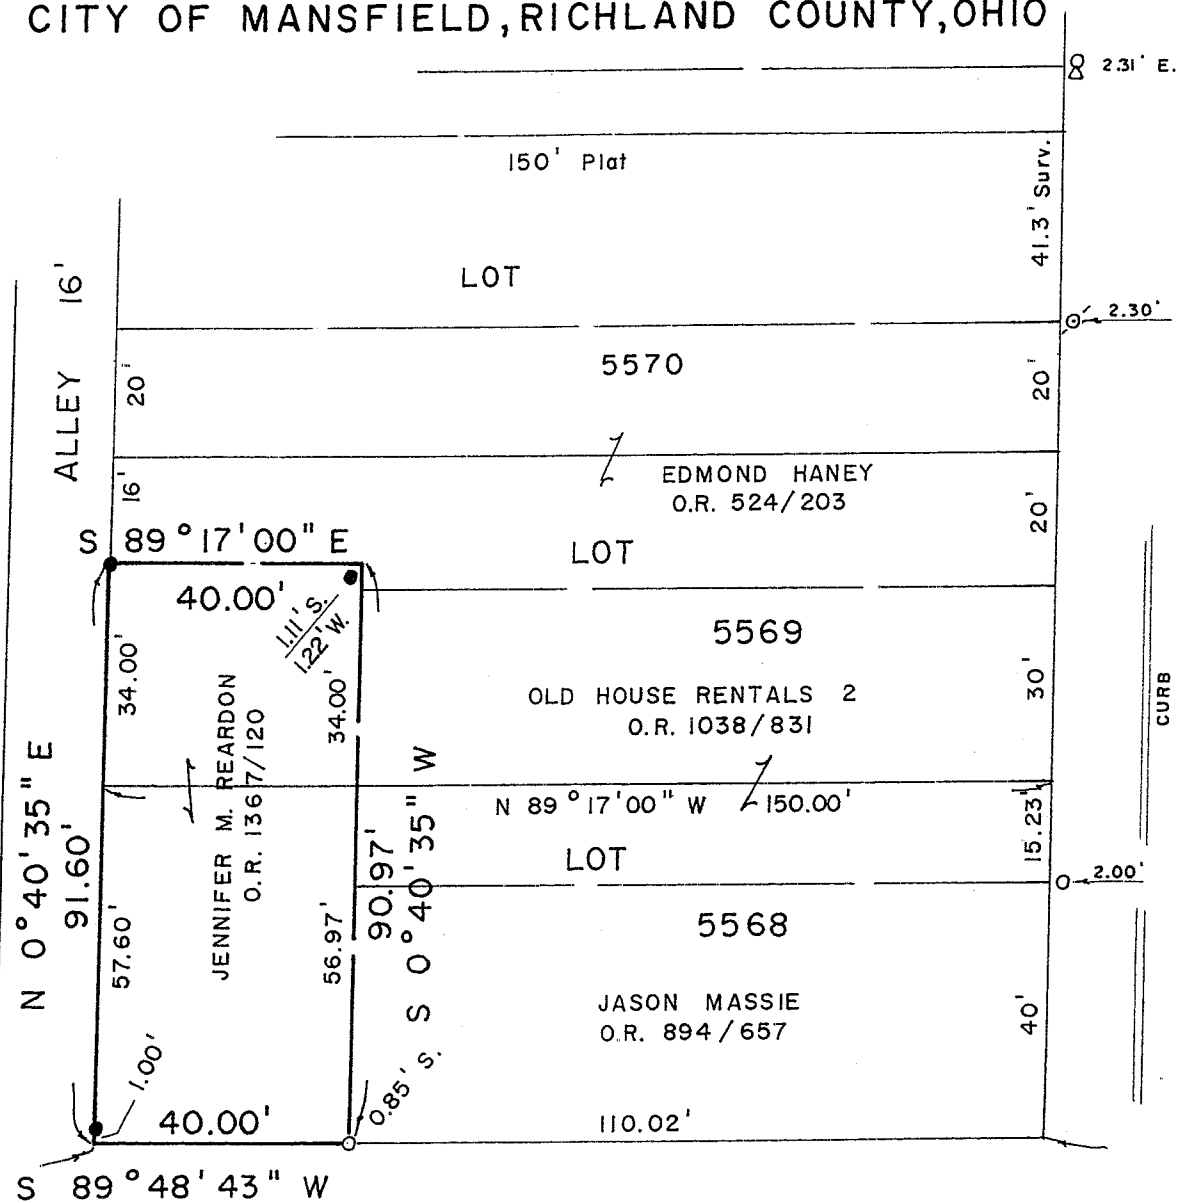 CITY OF MANSFIELD, RICHLAND COUNTY, OHIO
2.31' E.
150' Plat
41.3' Surv.
ALLEY 16'
LOT
2.30'
5570
20'
20'
16'
EDMOND HANEY
O.R. 524/203
20'
S 89°17'00" E
LOT
40.00'
1.11' S.
1.22' W.
5569
34.00'
34.00'
OLD HOUSE RENTALS 2
O.R. 1038/831
30'
CURB
JENNIFER M. REARDON
O.R. 1367/120
N 0°40'35" E
91.60'
N 89°17'00" W 150.00'
15.23'
LOT
90.97'
S 0°40'35" W
2.00'
5568
57.60'
56.97'
JASON MASSIE
O.R. 894/657
40'
1.00'
0.85' S.
40.00'
110.02'
S 89°48'43" W